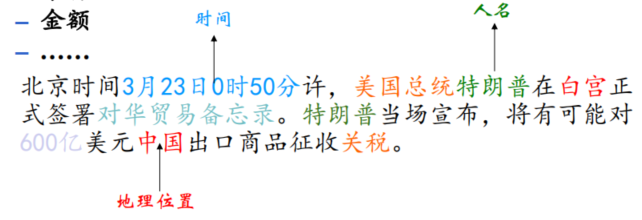 – 金额
时间
人名
– ……
北京时间3月23日0时50分许，美国总统特朗普在白宫正
式签署对华贸易备忘录。特朗普当场宣布，将有可能对
600亿美元中国出口商品征收关税。
地理位置